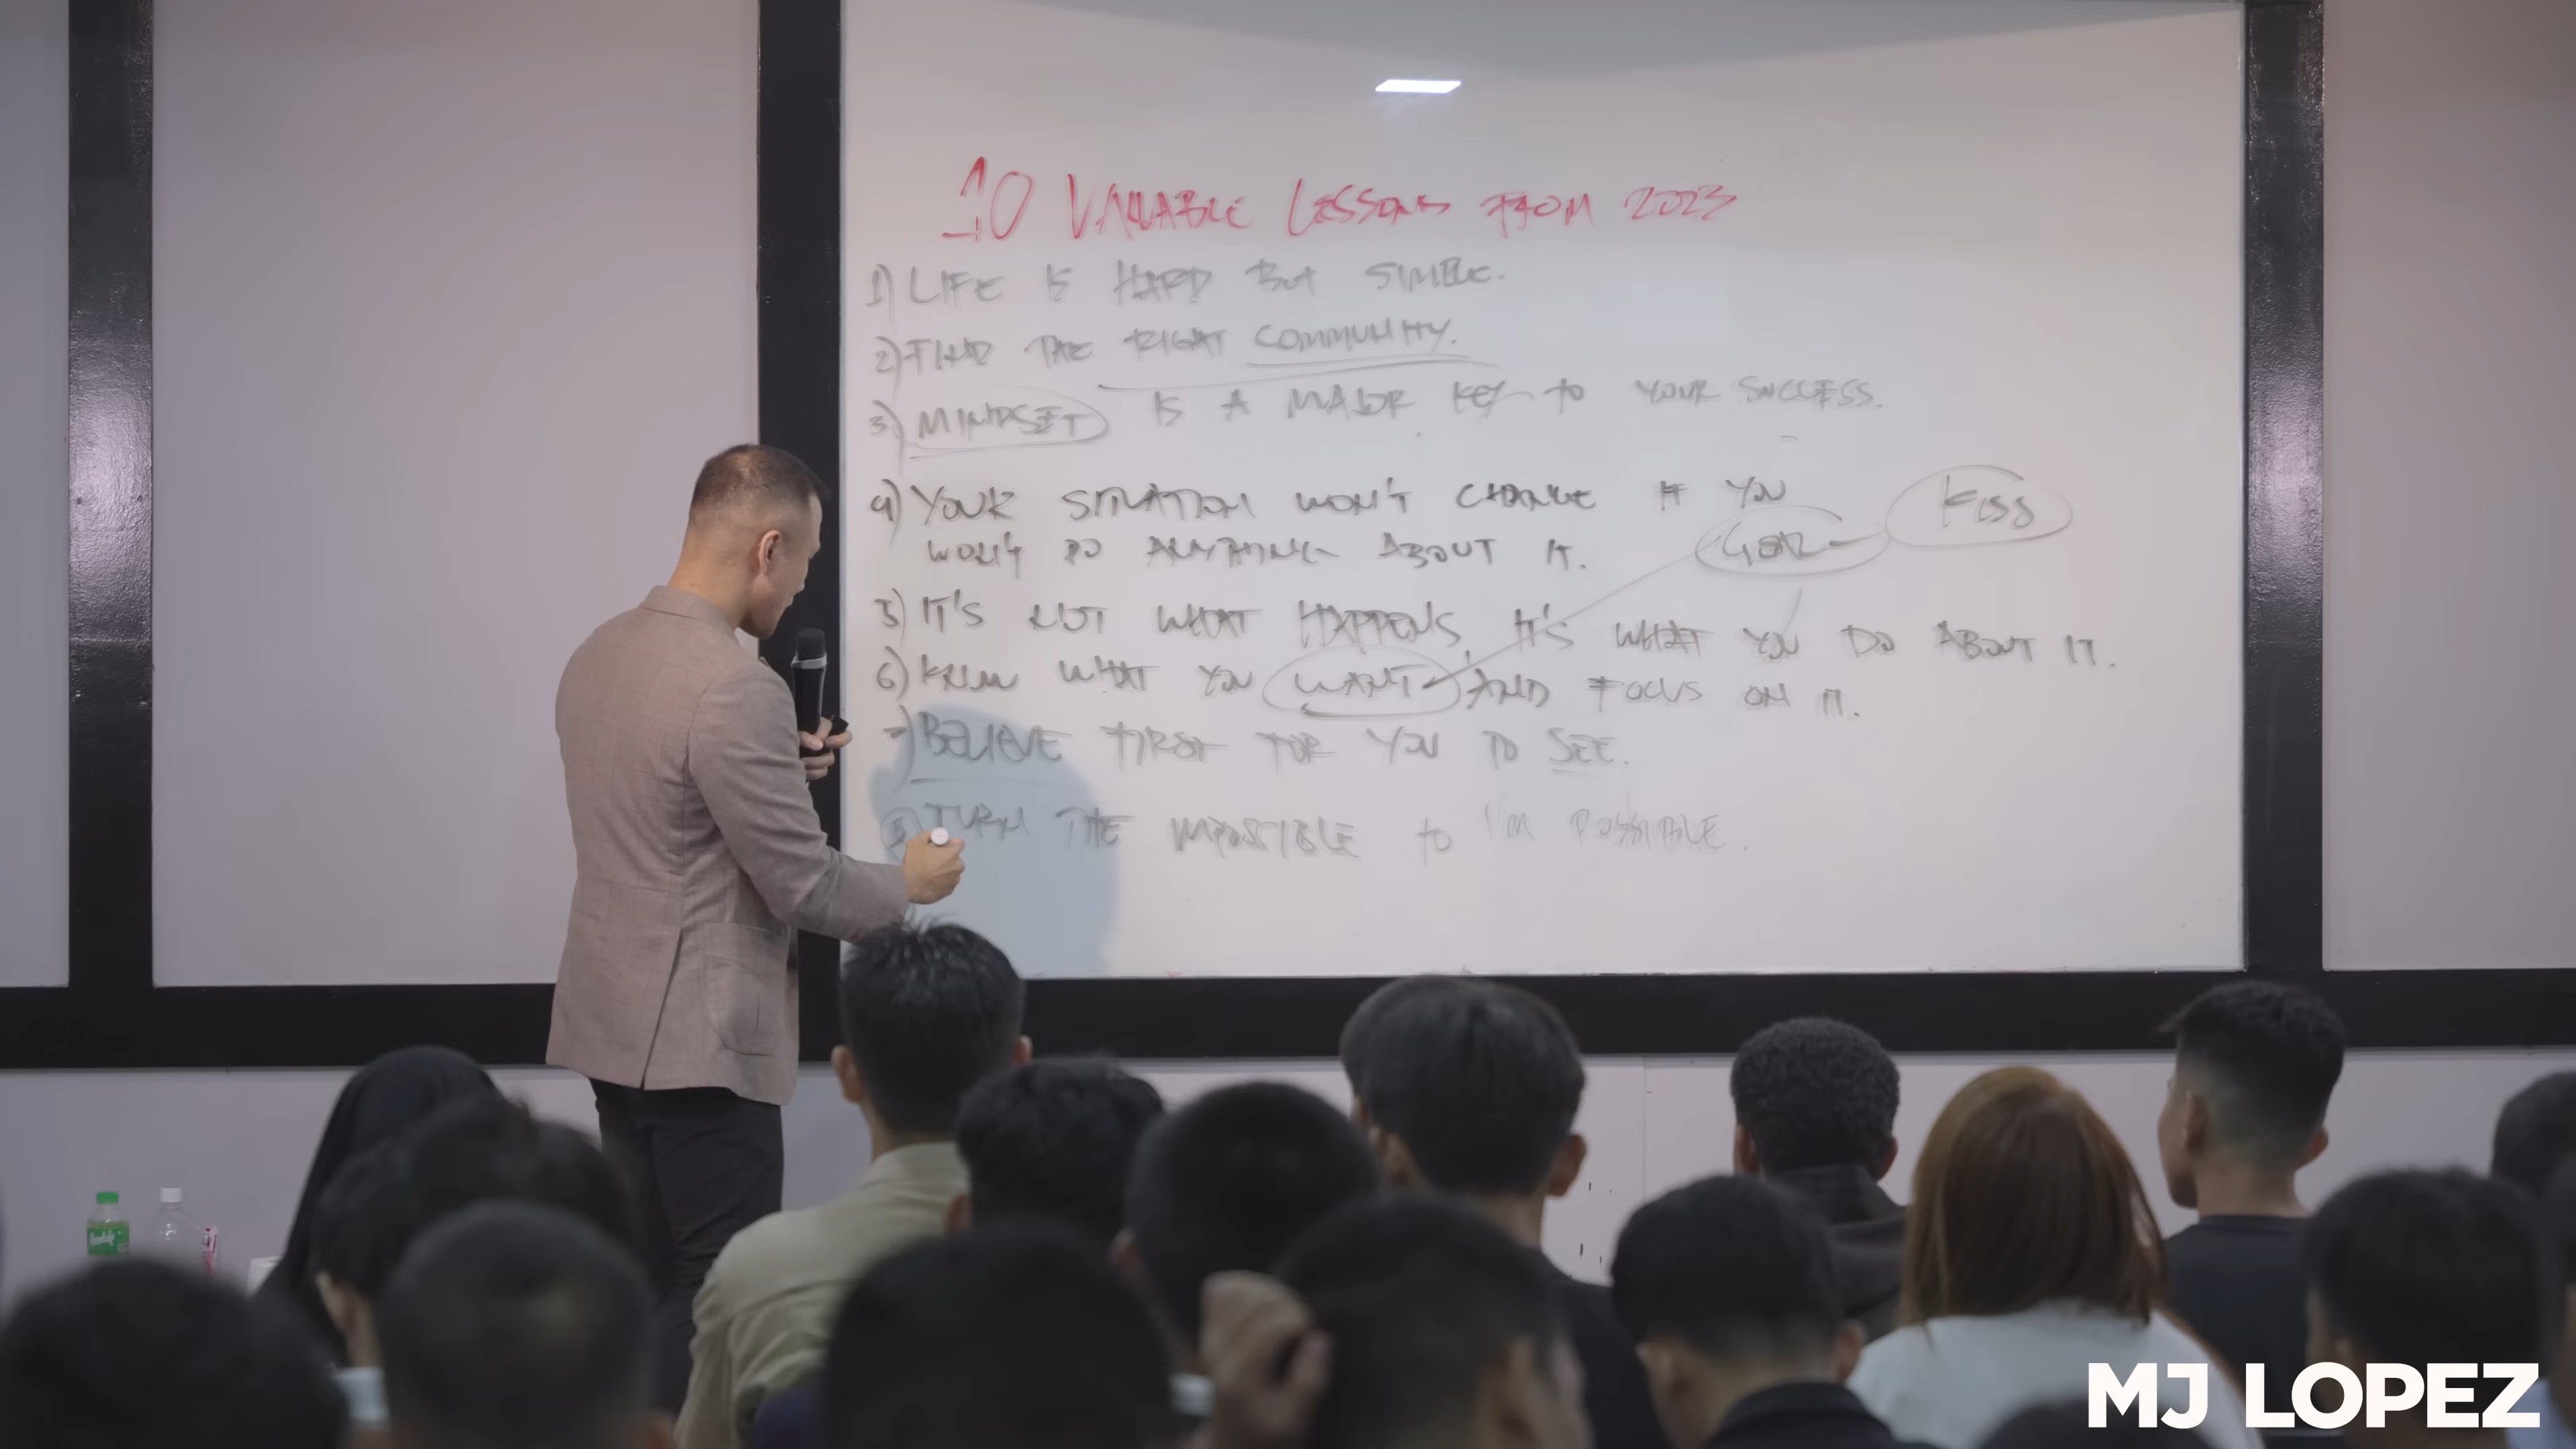 10 VALUABLE LESSONS FROM 2023
1) LIFE IS HARD BUT SIMPLE.
2) FIND THE RIGHT COMMUNITY.
3) MINDSET IS A MAJOR KEY to YOUR SUCCESS.
4) YOUR SITUATION WON'T CHANGE IF YOU
WON'T DO ANYTHING ABOUT IT.
GOAL
KISS
5) IT'S NOT WHAT HAPPENS, IT'S WHAT YOU DO ABOUT IT.
6) KNOW WHAT YOU WANT AND FOCUS ON IT.
7) BELIEVE FIRST FOR YOU TO SEE.
8) TURN THE IMPOSSIBLE to I'M POSSIBLE.
MJ LOPEZ